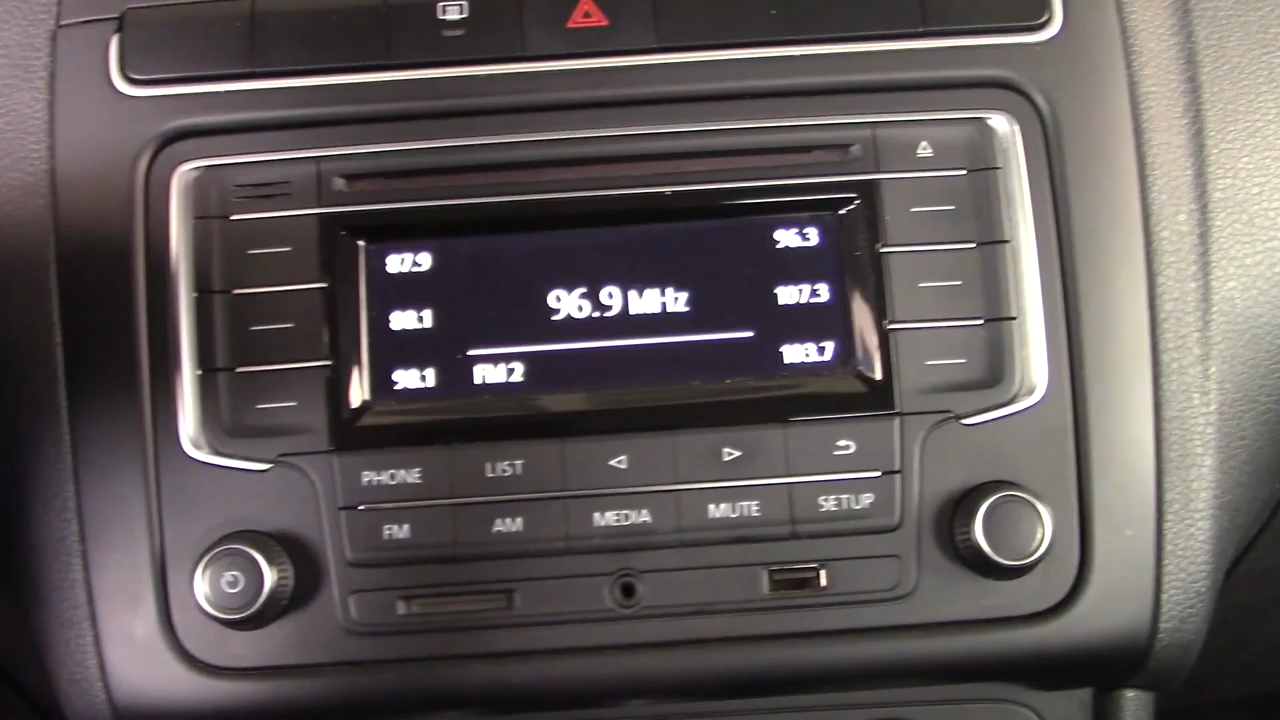 87.9
96.3
96.9 MHz
88.1
107.3
98.1
103.7
FM2
PHONE
LIST
FM
AM
MEDIA
MUTE
SETUP